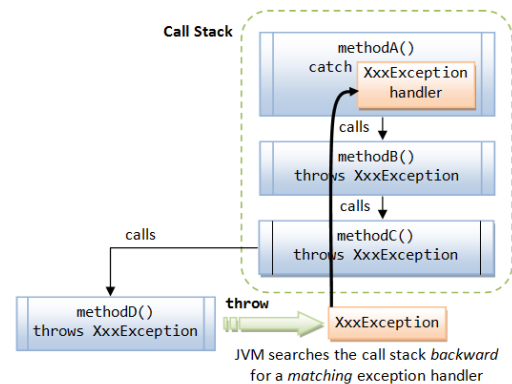 Call Stack
methodA()
catch
XxxException
handler
calls
methodB()
throws XxxException
calls
methodC()
throws XxxException
calls
methodD()
throws XxxException
throw
XxxException
JVM searches the call stack backward
for a matching exception handler